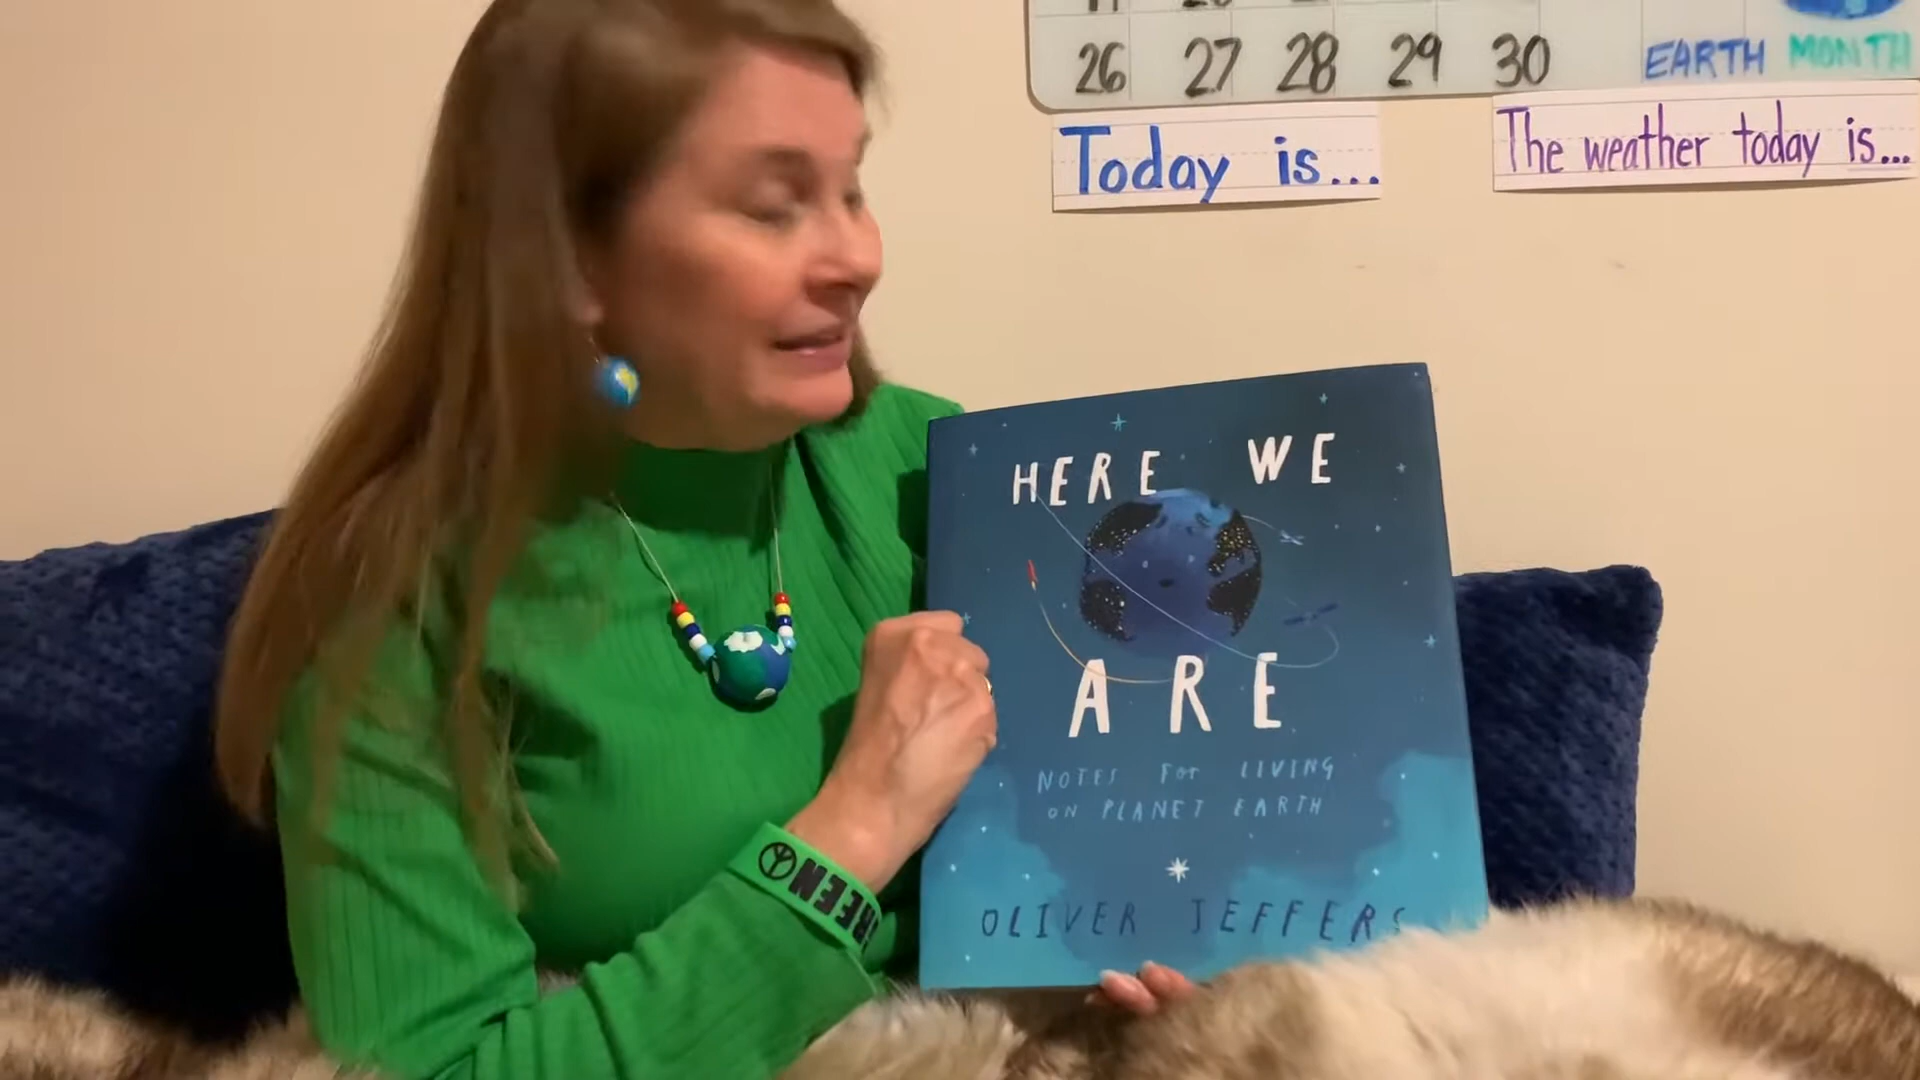 26 27 28 29 30
EARTH MONTH
Today is...
The weather today is...
HERE WE
ARE
NOTES FOR LIVING
ON PLANET EARTH
OLIVER JEFFERS